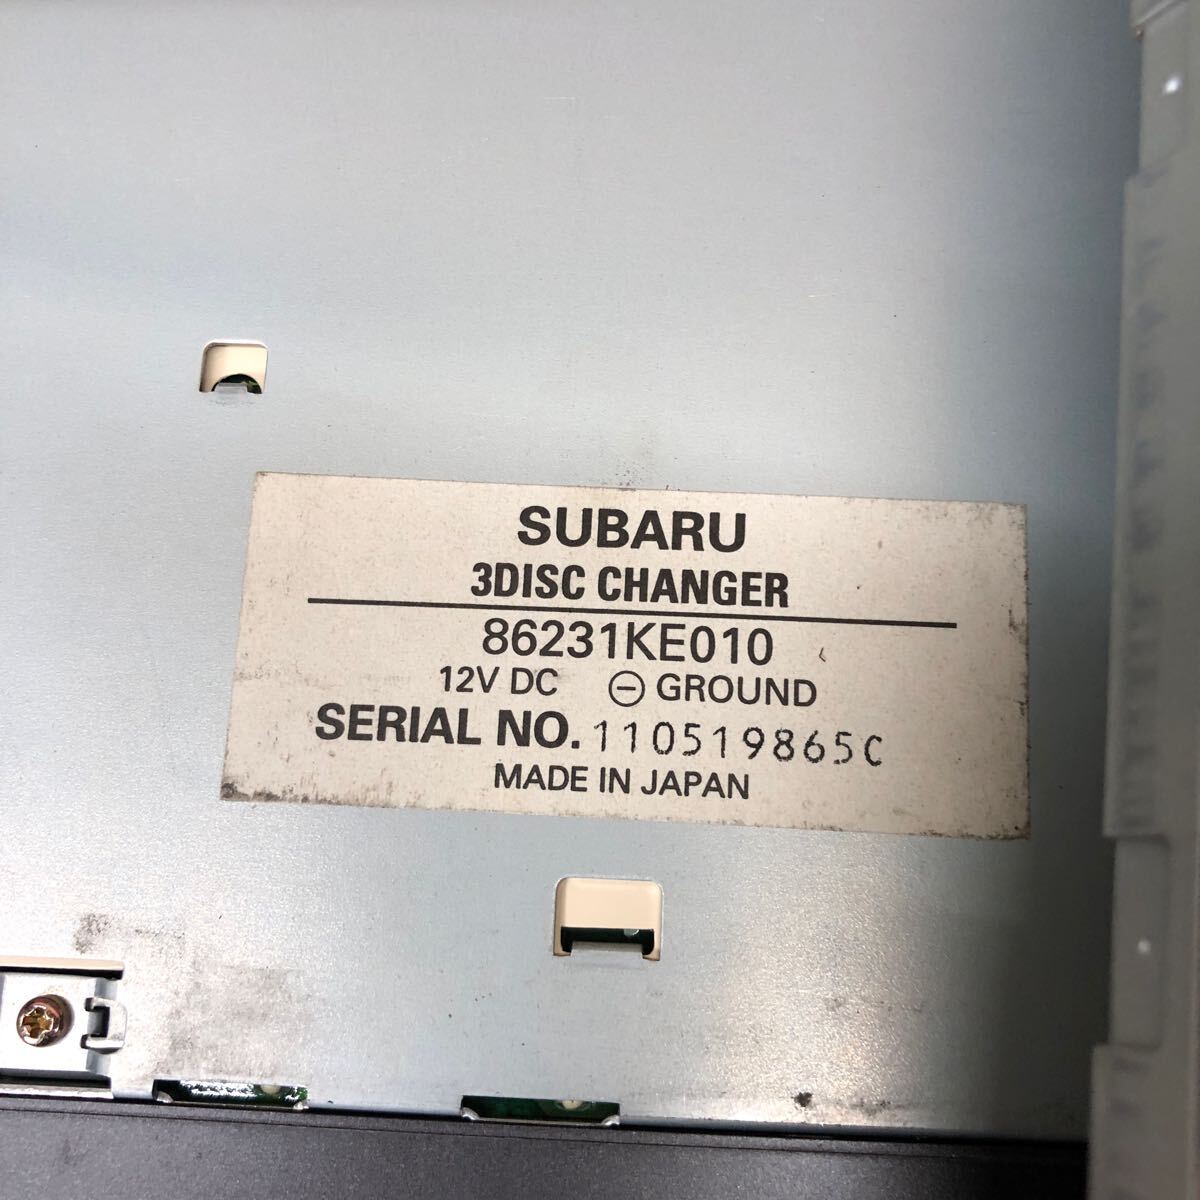 SUBARU
3DISC CHANGER
86231KE010
12V DC ⊖ GROUND
SERIAL NO. 110519865C
MADE IN JAPAN